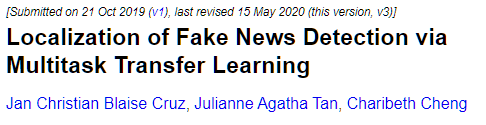 [Submitted on 21 Oct 2019 (v1), last revised 15 May 2020 (this version, v3)]
Localization of Fake News Detection via
Multitask Transfer Learning
Jan Christian Blaise Cruz, Julianne Agatha Tan, Charibeth Cheng